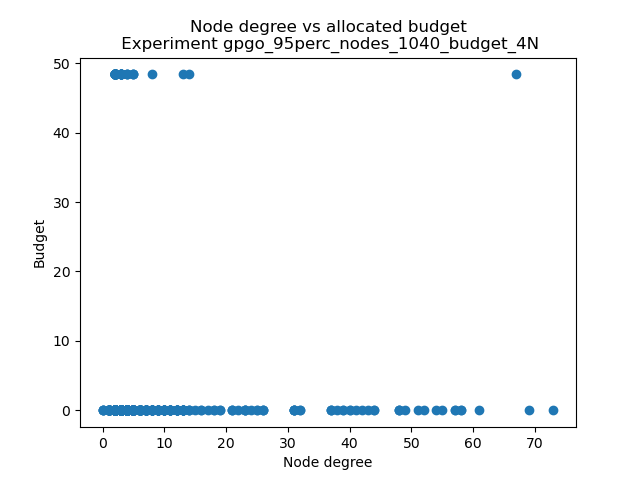 Node degree vs allocated budget
Experiment gpgo_95perc_nodes_1040_budget_4N
50
40
30
20
10
0
Budget
0 10 20 30 40 50 60 70
Node degree